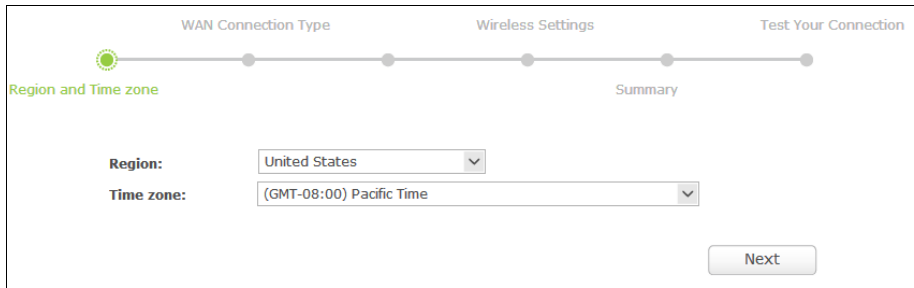 WAN Connection Type Wireless Settings Test Your Connection
Region and Time zone Summary
Region: United States
Time zone: (GMT-08:00) Pacific Time
Next